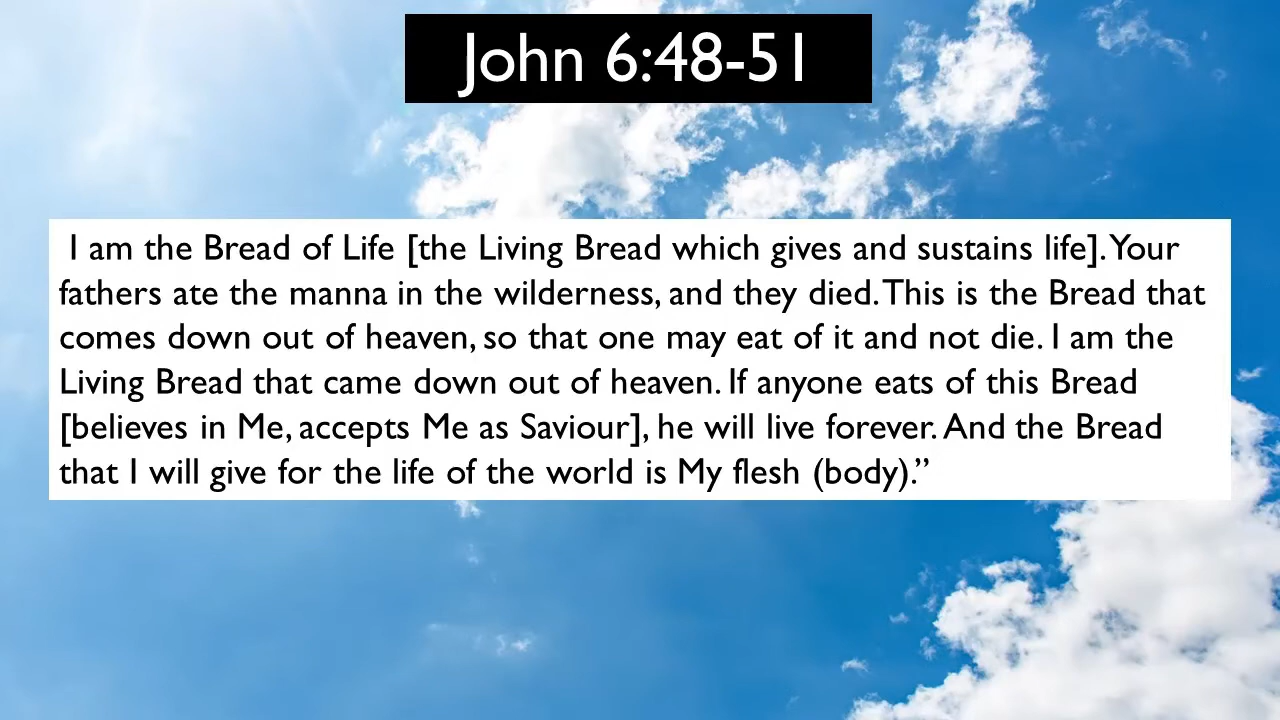 John 6:48-51
I am the Bread of Life [the Living Bread which gives and sustains life]. Your
fathers ate the manna in the wilderness, and they died. This is the Bread that
comes down out of heaven, so that one may eat of it and not die. I am the
Living Bread that came down out of heaven. If anyone eats of this Bread
[believes in Me, accepts Me as Saviour], he will live forever. And the Bread
that I will give for the life of the world is My flesh (body).”